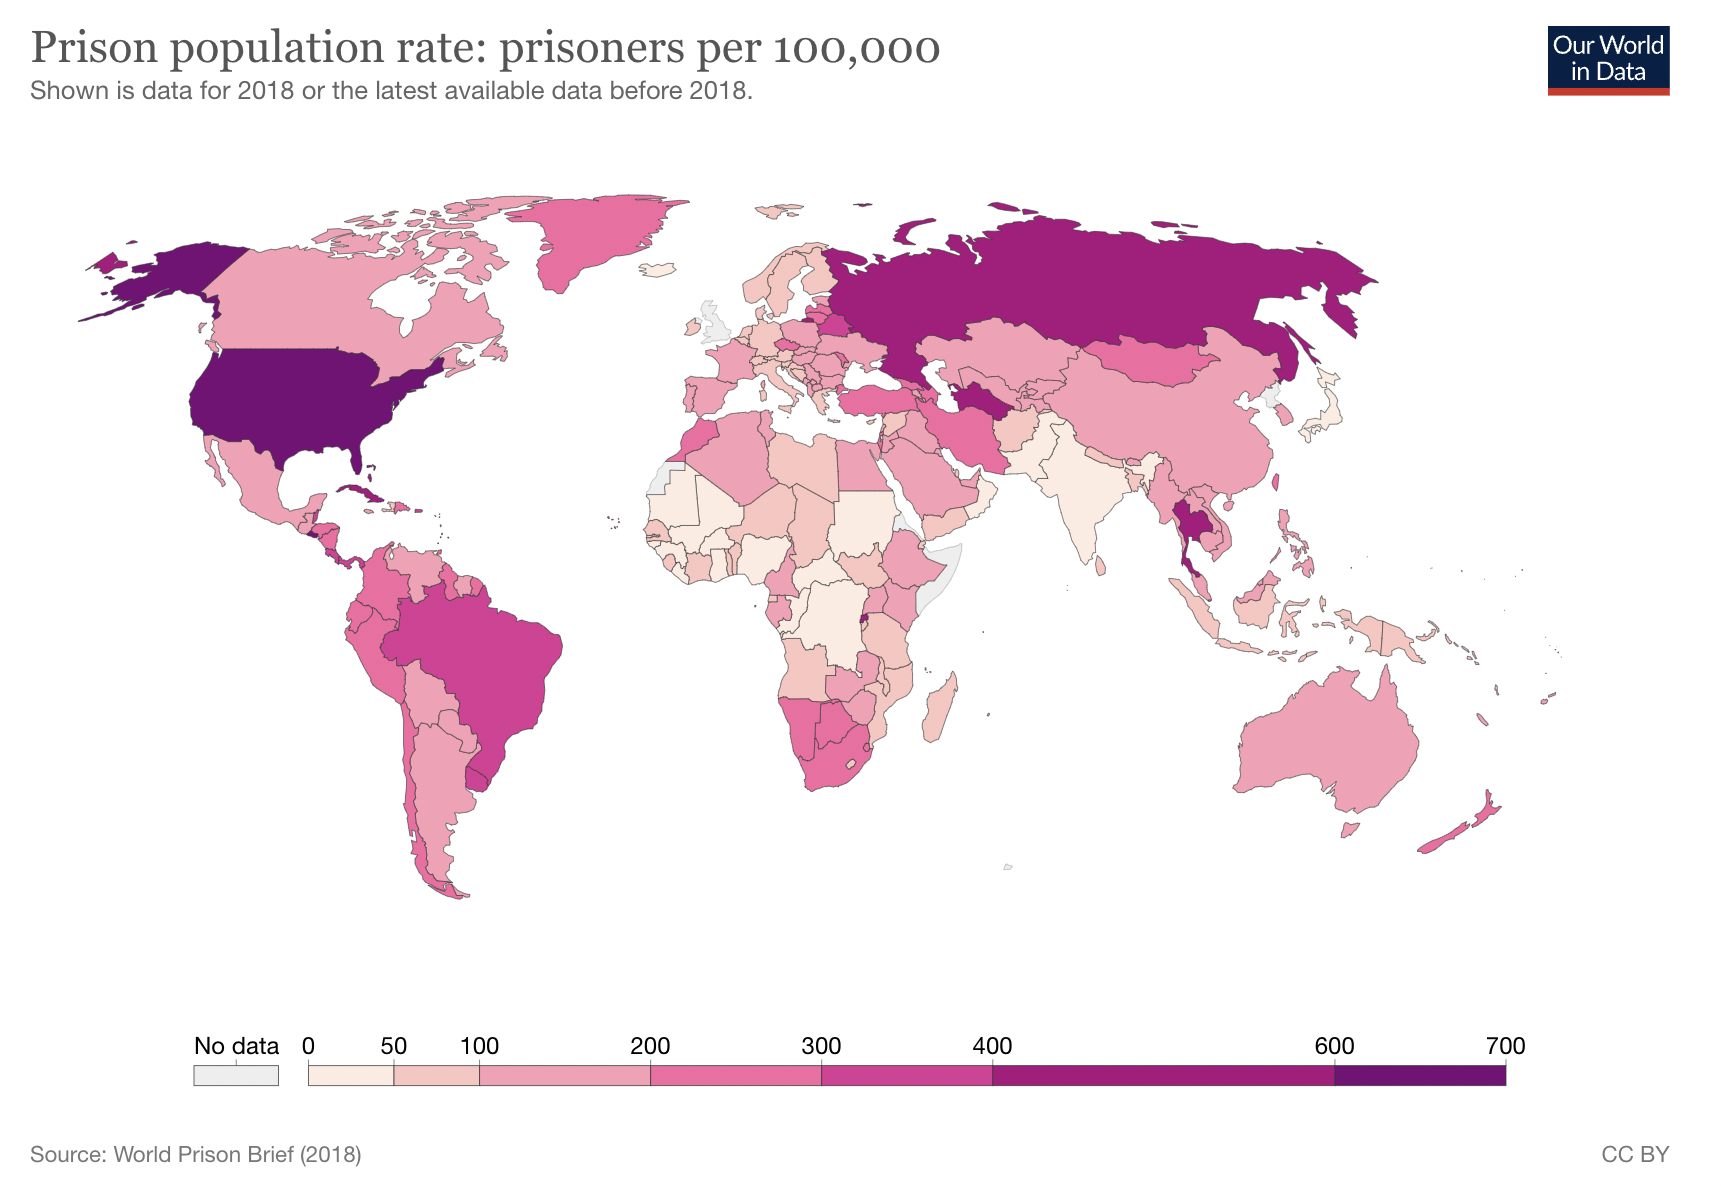 Prison population rate: prisoners per 100,000
Shown is data for 2018 or the latest available data before 2018.
Our World
in Data
No data 0 50 100 200 300 400 600 700
Source: World Prison Brief (2018)
CC BY